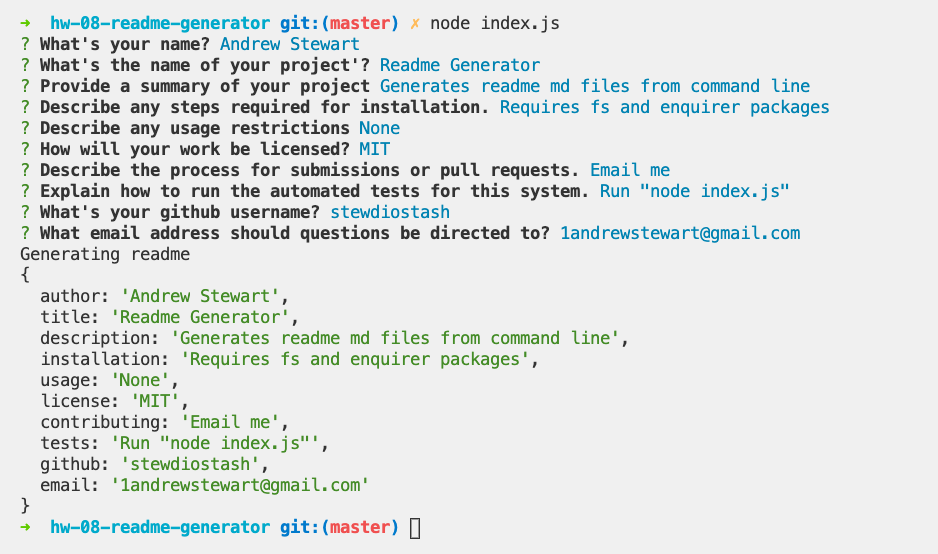 ➜  hw-08-readme-generator git:(master) ✗ node index.js
? What's your name? Andrew Stewart
? What's the name of your project'? Readme Generator
? Provide a summary of your project Generates readme md files from command line
? Describe any steps required for installation. Requires fs and enquirer packages
? Describe any usage restrictions None
? How will your work be licensed? MIT
? Describe the process for submissions or pull requests. Email me
? Explain how to run the automated tests for this system. Run "node index.js"
? What's your github username? stewdiostash
? What email address should questions be directed to? 1andrewstewart@gmail.com
Generating readme
{
  author: 'Andrew Stewart',
  title: 'Readme Generator',
  description: 'Generates readme md files from command line',
  installation: 'Requires fs and enquirer packages',
  usage: 'None',
  license: 'MIT',
  contributing: 'Email me',
  tests: 'Run "node index.js"',
  github: 'stewdiostash',
  email: '1andrewstewart@gmail.com'
}
➜  hw-08-readme-generator git:(master)